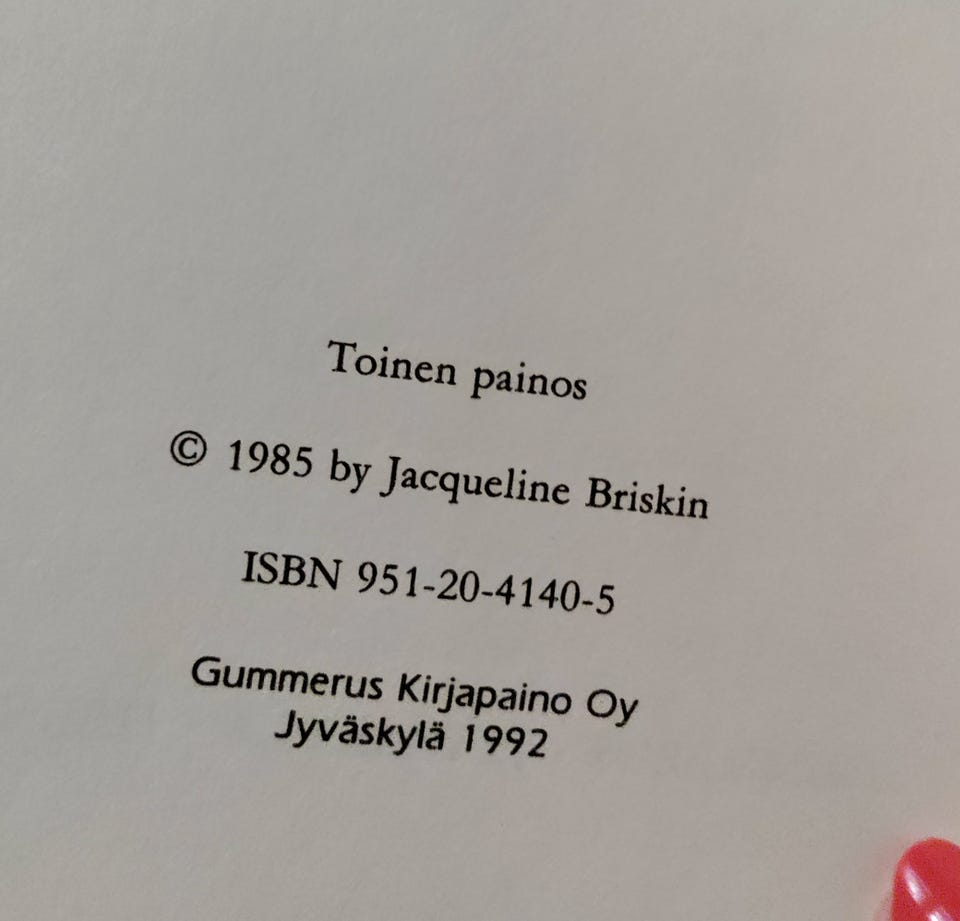 Toinen painos
© 1985 by Jacqueline Briskin
ISBN 951-20-4140-5
Gummerus Kirjapaino Oy
Jyväskylä 1992